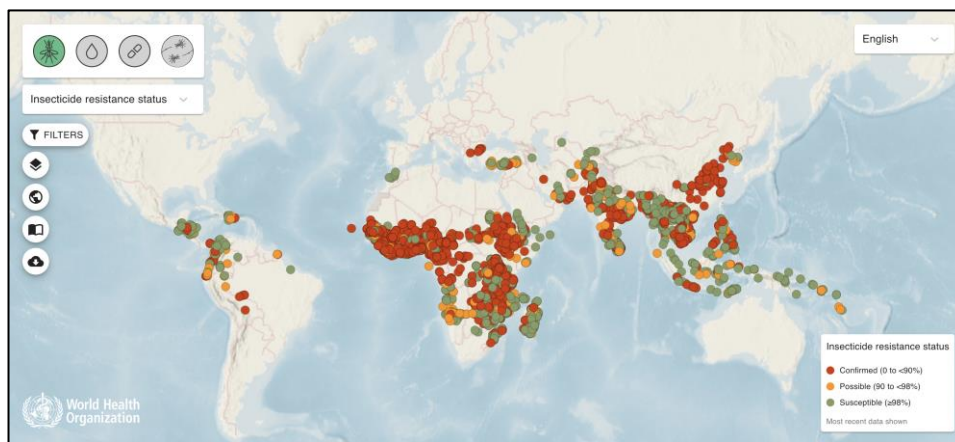 English
Insecticide resistance status
FILTERS
Insecticide resistance status
Confirmed (0 to <90%)
Possible (90 to <98%)
Susceptible (≥98%)
Most recent data shown
World Health
Organization